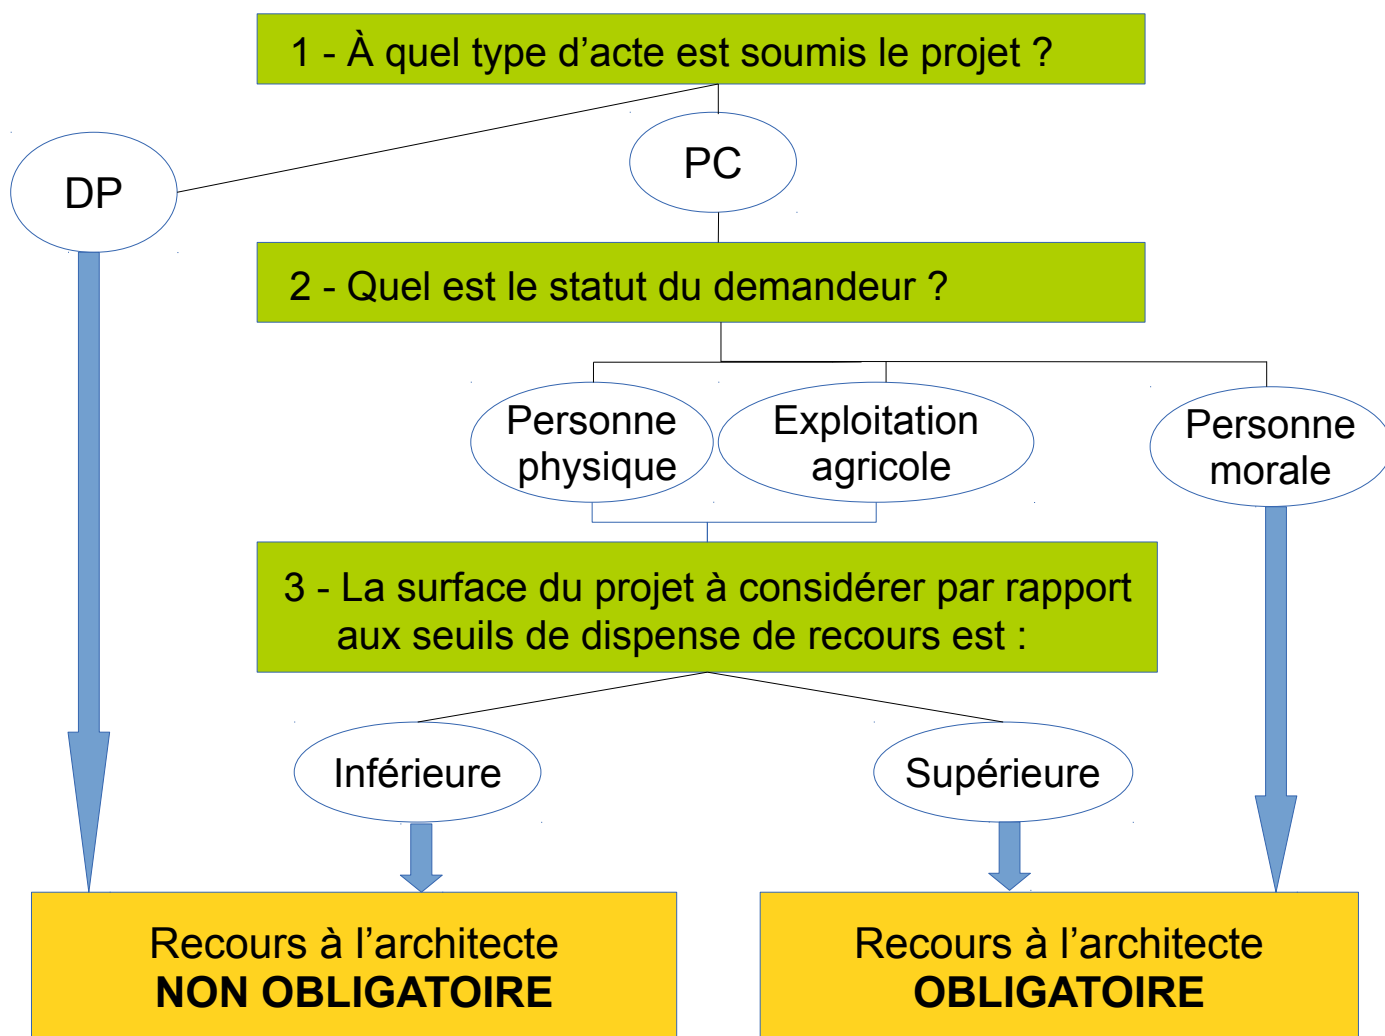 1 - À quel type d’acte est soumis le projet ?
DP
PC
2 - Quel est le statut du demandeur ?
Personne
physique
Exploitation
agricole
Personne
morale
3 - La surface du projet à considérer par rapport
aux seuils de dispense de recours est :
Inférieure
Supérieure
Recours à l’architecte
NON OBLIGATOIRE
Recours à l’architecte
OBLIGATOIRE